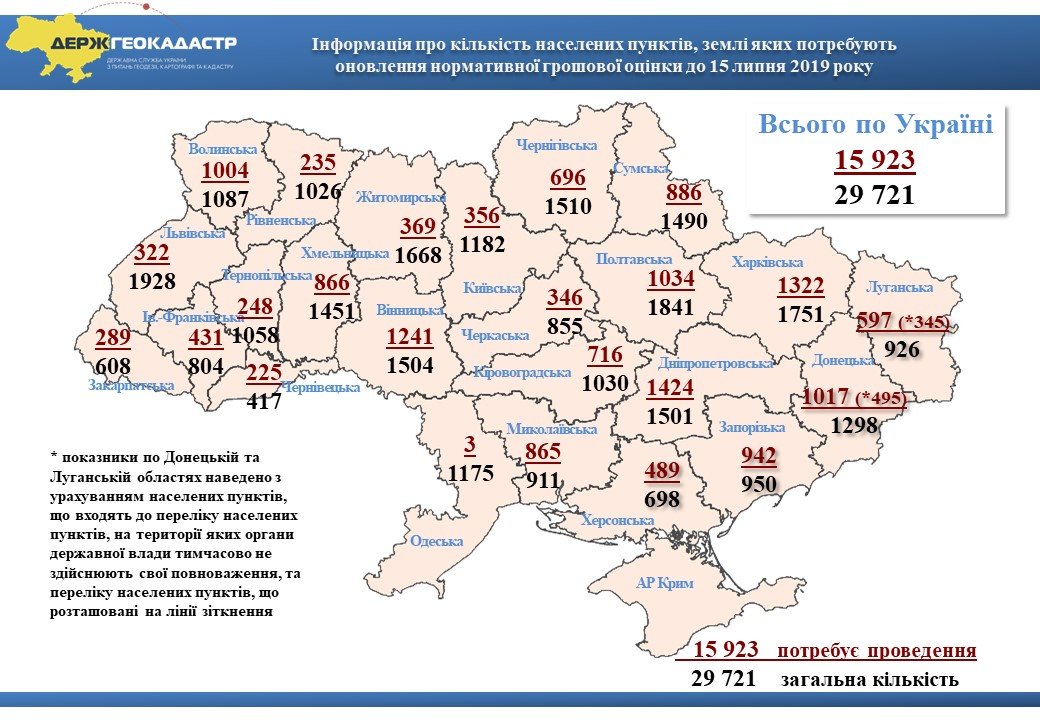 ДЕРЖГЕОКАДАСТР
ДЕРЖАВНА СЛУЖБА УКРАЇНИ
З ПИТАНЬ ГЕОДЕЗІЇ, КАРТОГРАФІЇ ТА КАДАСТРУ
Інформація про кількість населених пунктів, землі яких потребують
оновлення нормативної грошової оцінки до 15 липня 2019 року
Всього по Україні
15 923
29 721
Волинська
1004
1087
235
1026
Рівненська
Житомирська
369
1668
356
1182
Київська
Чернігівська
696
1510
Сумська
886
1490
Львівська
322
1928
Тернопільська
248
1058
Хмельницька
866
1451
Вінницька
1241
1504
Черкаська
346
855
Полтавська
1034
1841
Харківська
1322
1751
Луганська
597 (*345)
926
289
608
Закарпатська
Ів.-Франківська
431
804
225
417
Чернівецька
Кіровоградська
716
1030
Дніпропетровська
1424
1501
Донецька
1017 (*495)
1298
3
1175
Одеська
Миколаївська
865
911
489
698
Херсонська
Запорізька
942
950
АР Крим
* показники по Донецькій та
Луганській областях наведено з
урахуванням населених пунктів,
що входять до переліку населених
пунктів, на території яких органи
державної влади тимчасово не
здійснюють свої повноваження, та
переліку населених пунктів, що
розташовані на лінії зіткнення
15 923 потребує проведення
29 721 загальна кількість